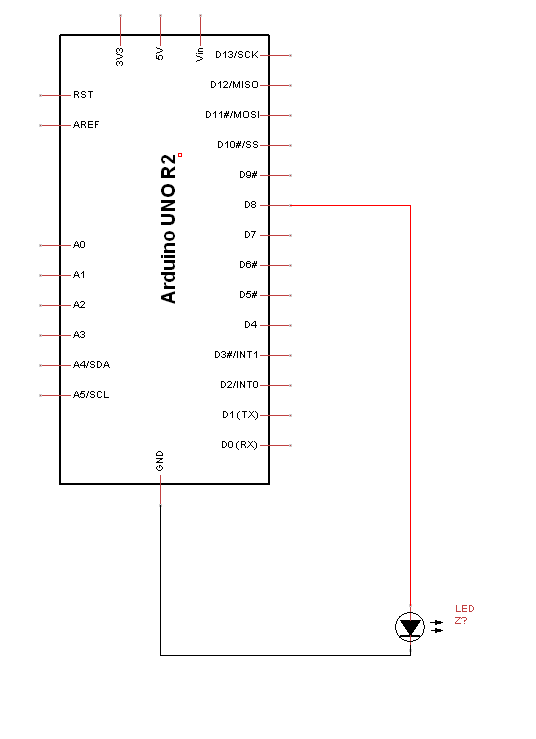 3V3
5V
Vin
D13/SCK
D12/MISO
RST
D11#/MOSI
AREF
D10#/SS
D9#
Arduino UNO R2
D8
D7
A0
D6#
A1
D5#
A2
D4
A3
D3#/INT1
A4/SDA
D2/INT0
A5/SCL
D1(TX)
D0(RX)
GND
LED
Z?